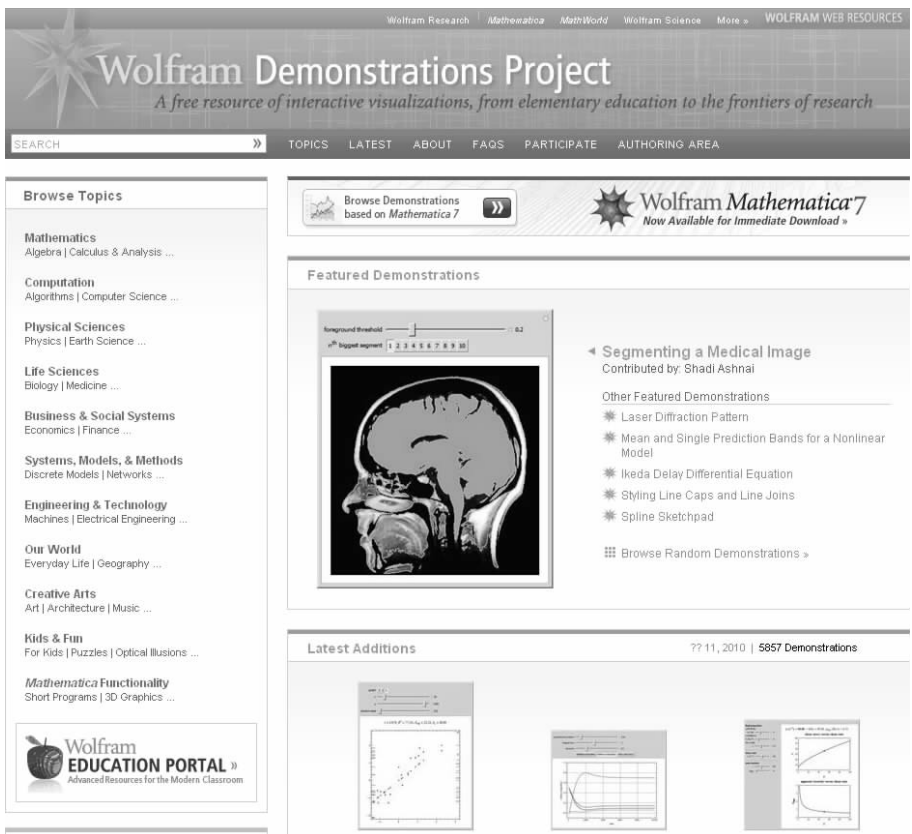 Wolfram Research Mathematica MathWorld Wolfram Science More » WOLFRAM WEB RESOURCES
Wolfram Demonstrations Project
A free resource of interactive visualizations, from elementary education to the frontiers of research
SEARCH » TOPICS LATEST ABOUT FAQS PARTICIPATE AUTHORING AREA
Browse Topics
Mathematics
Algebra | Calculus & Analysis ...
Computation
Algorithms | Computer Science ...
Physical Sciences
Physics | Earth Science ...
Life Sciences
Biology | Medicine ...
Business & Social Systems
Economics | Finance ...
Systems, Models, & Methods
Discrete Models | Networks ...
Engineering & Technology
Machines | Electrical Engineering ...
Our World
Everyday Life | Geography ...
Creative Arts
Art | Architecture | Music ...
Kids & Fun
For Kids | Puzzles | Optical Illusions ...
Mathematica Functionality
Short Programs | 3D Graphics ...
Wolfram
EDUCATION PORTAL »
Advanced Resources for the Modern Classroom
Browse Demonstrations
based on Mathematica 7 »
Wolfram Mathematica 7
Now Available for Immediate Download »
Featured Demonstrations
foreground threshold 0.2
nth biggest segment 1 2 3 4 5 6 7 8 9 10
Segmenting a Medical Image
Contributed by: Shadi Ashnai
Other Featured Demonstrations
Laser Diffraction Pattern
Mean and Single Prediction Bands for a Nonlinear
Model
Ikeda Delay Differential Equation
Styling Line Caps and Line Joins
Spline Sketchpad
Browse Random Demonstrations »
Latest Additions ?? 11, 2010 | 5857 Demonstrations